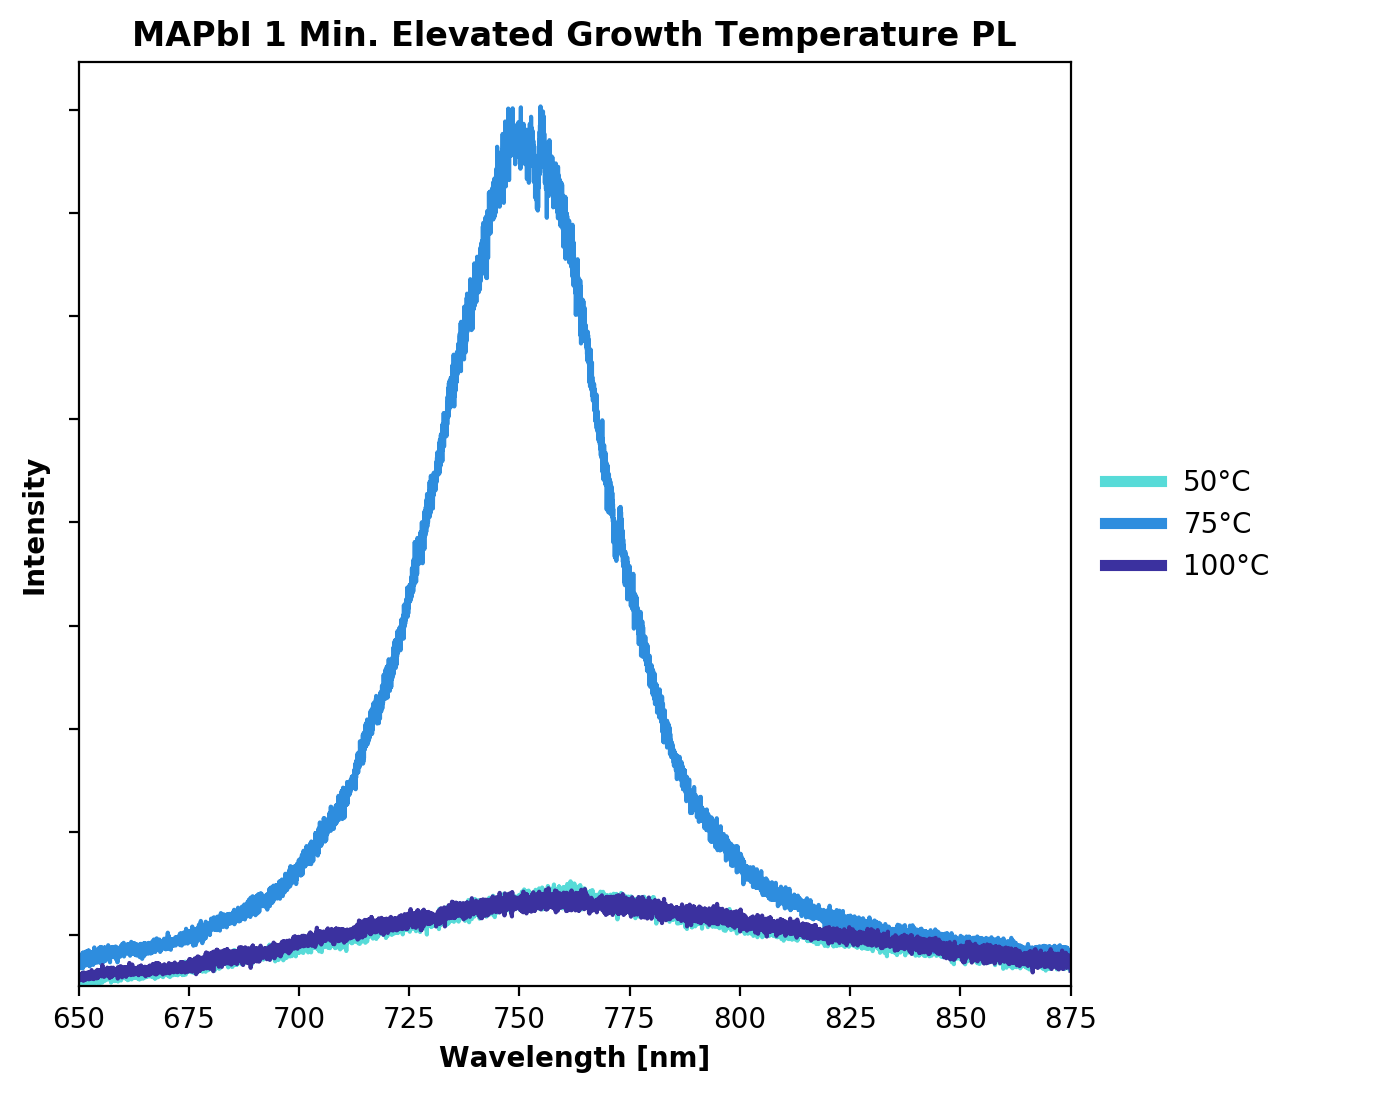 MAPbI 1 Min. Elevated Growth Temperature PL
Intensity
50°C
75°C
100°C
650 675 700 725 750 775 800 825 850 875
Wavelength [nm]